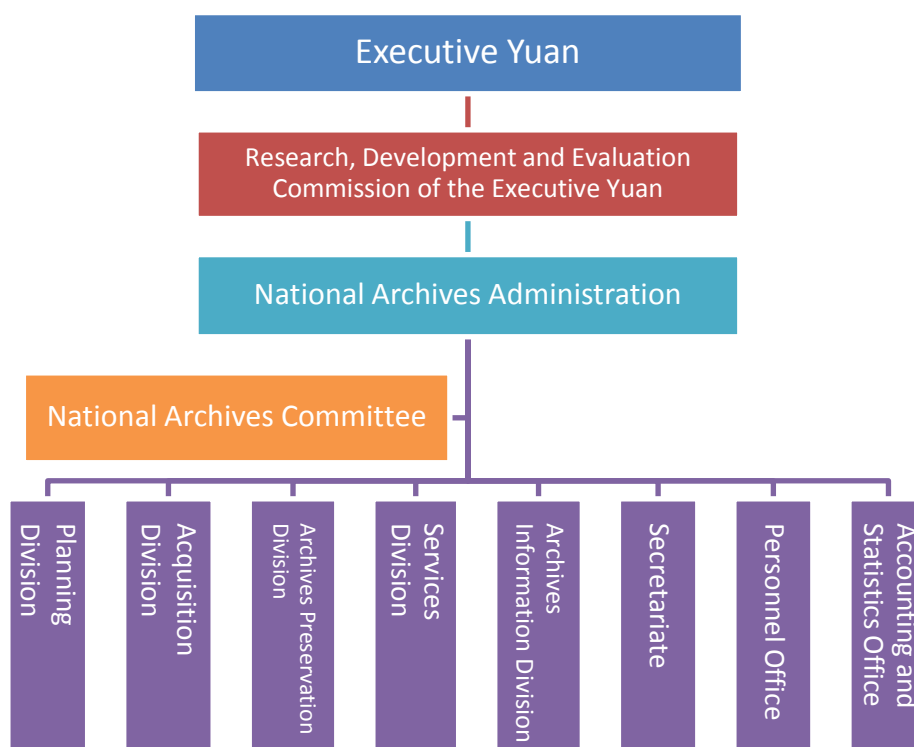 Executive Yuan
Research, Development and Evaluation
Commission of the Executive Yuan
National Archives Administration
National Archives Committee
Planning
Division
Acquisition
Division
Archives Preservation
Division
Services
Division
Archives
Information Division
Secretariate
Personnel Office
Accounting and
Statistics Office